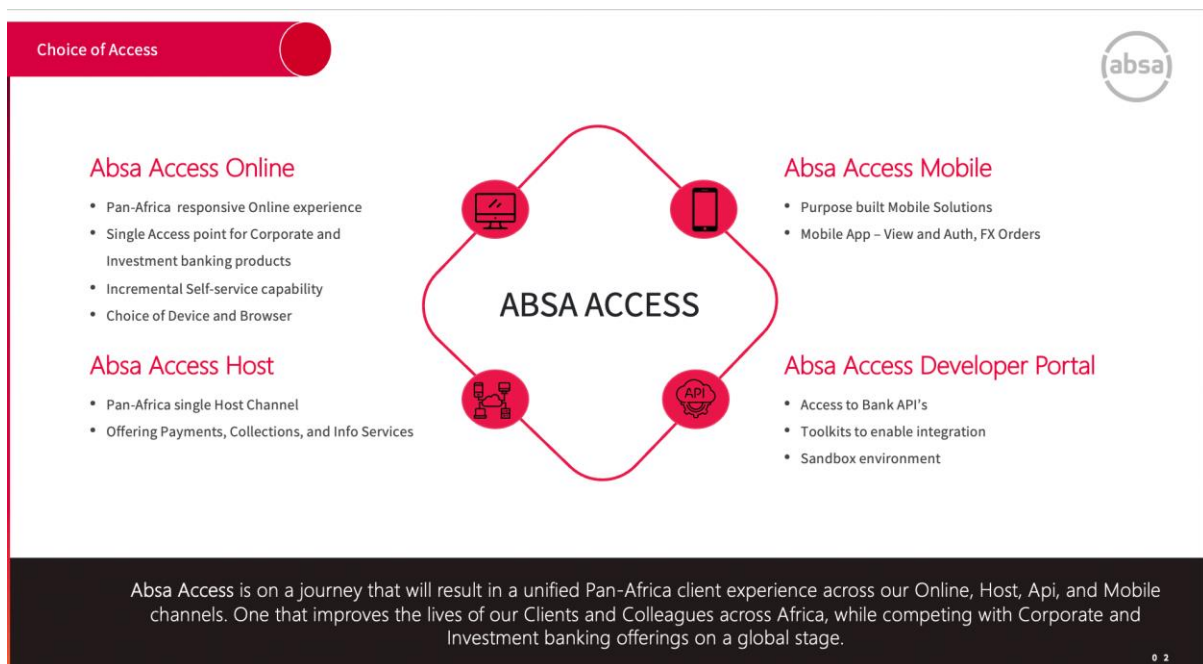 Choice of Access
absa
Absa Access Online
• Pan-Africa responsive Online experience
• Single Access point for Corporate and
Investment banking products
• Incremental Self-service capability
• Choice of Device and Browser
Absa Access Host
• Pan-Africa single Host Channel
• Offering Payments, Collections, and Info Services
ABSA ACCESS
API
Absa Access Mobile
• Purpose built Mobile Solutions
• Mobile App – View and Auth, FX Orders
Absa Access Developer Portal
• Access to Bank API's
• Toolkits to enable integration
• Sandbox environment
Absa Access is on a journey that will result in a unified Pan-Africa client experience across our Online, Host, Api, and Mobile
channels. One that improves the lives of our Clients and Colleagues across Africa, while competing with Corporate and
Investment banking offerings on a global stage.
02